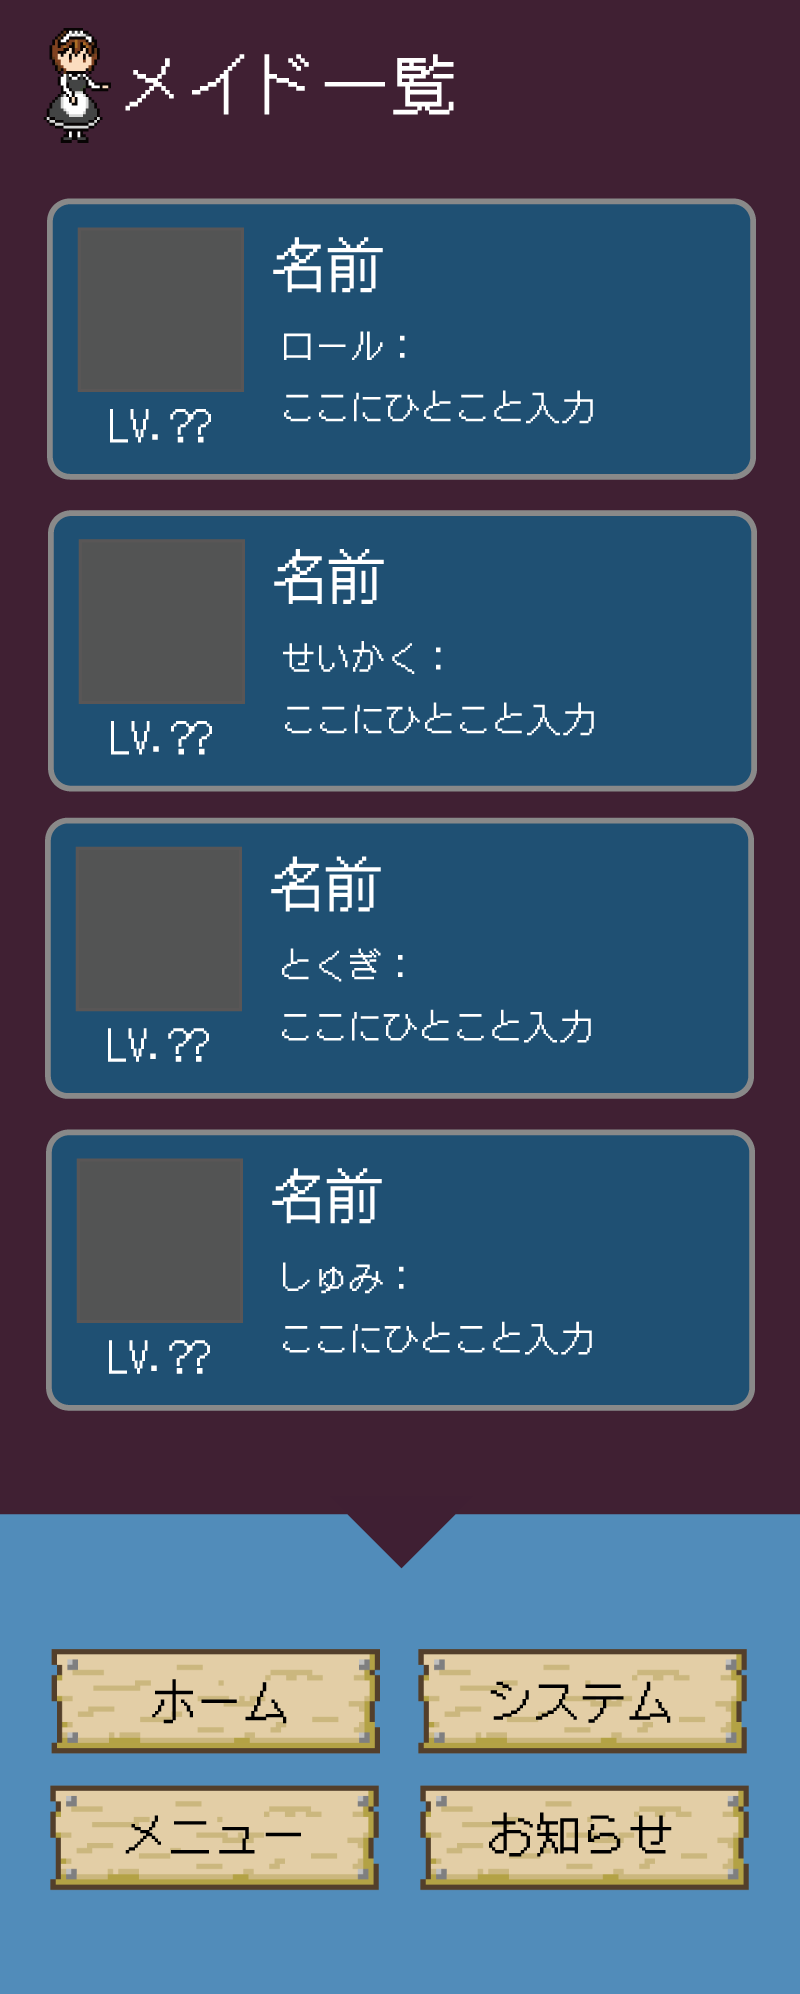 メイド一覧
名前
ロール：
ここにひとこと入力
LV.??
名前
せいかく：
ここにひとこと入力
LV.??
名前
とくぎ：
ここにひとこと入力
LV.??
名前
しゅみ：
ここにひとこと入力
LV.??
ホーム
システム
メニュー
お知らせ